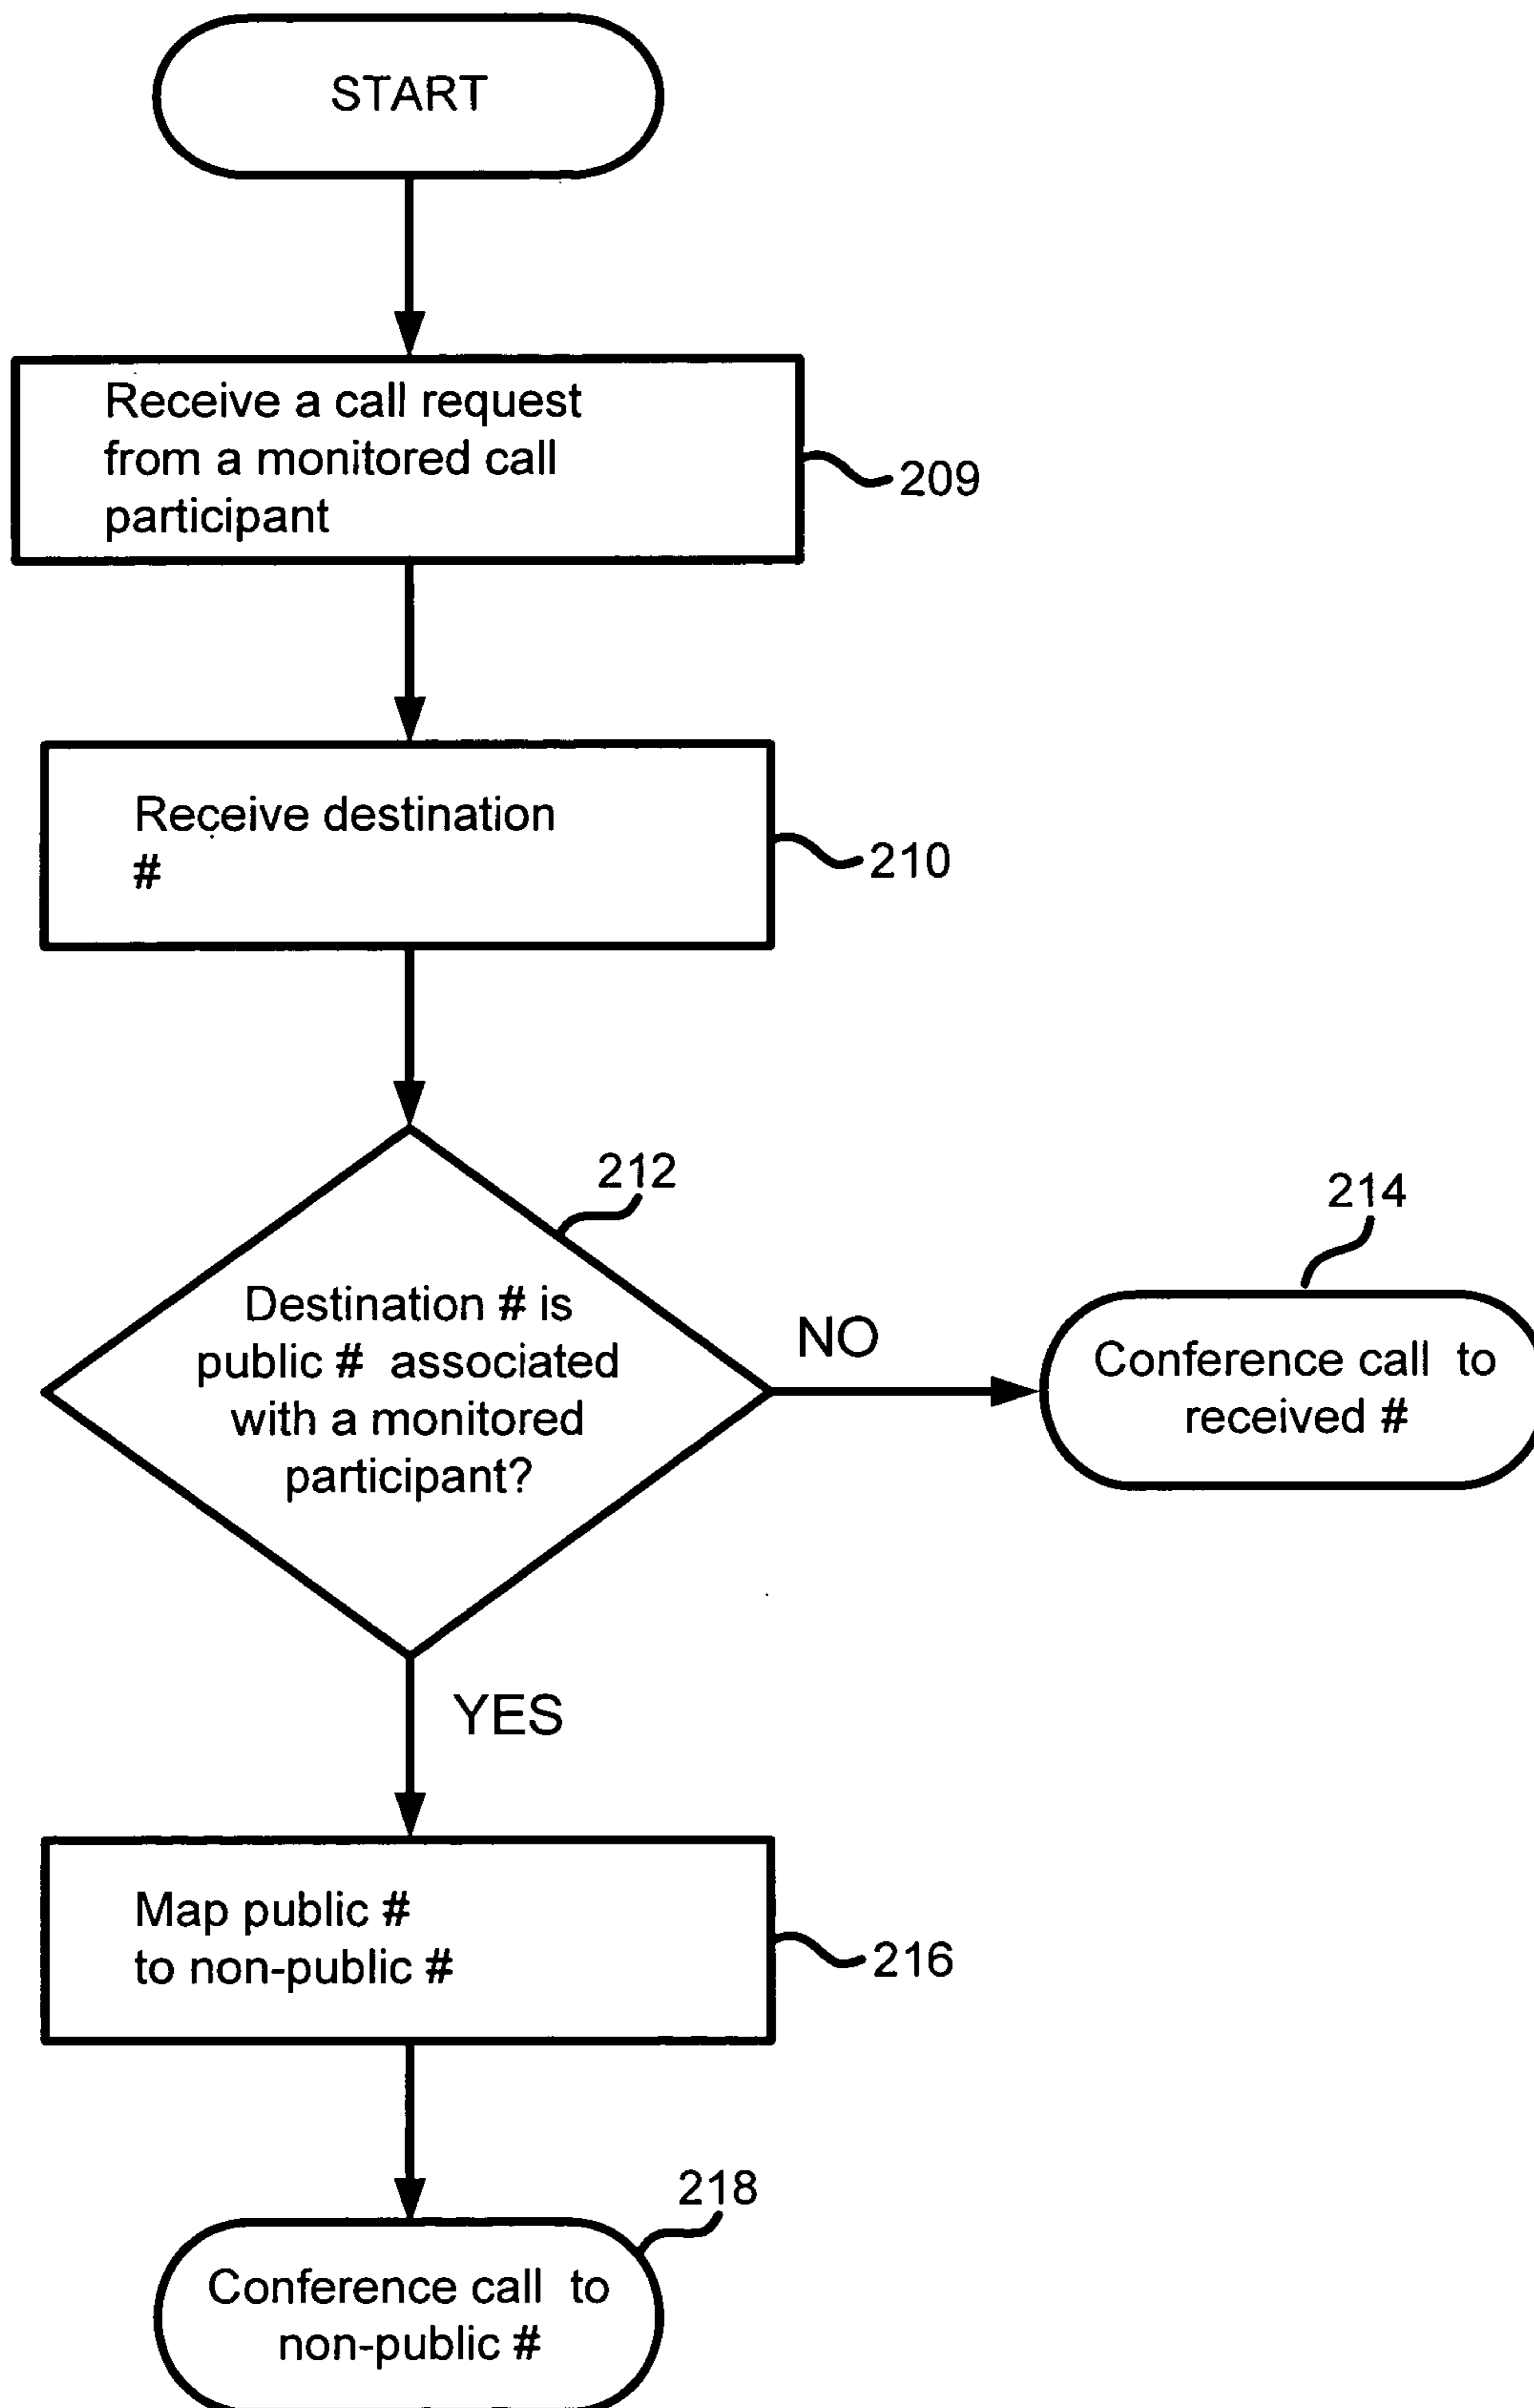 START
Receive a call request
from a monitored call
participant
209
Receive destination
#
210
212
Destination # is
public # associated
with a monitored
participant?
NO
214
Conference call to
received #
YES
Map public #
to non-public #
216
218
Conference call to
non-public #